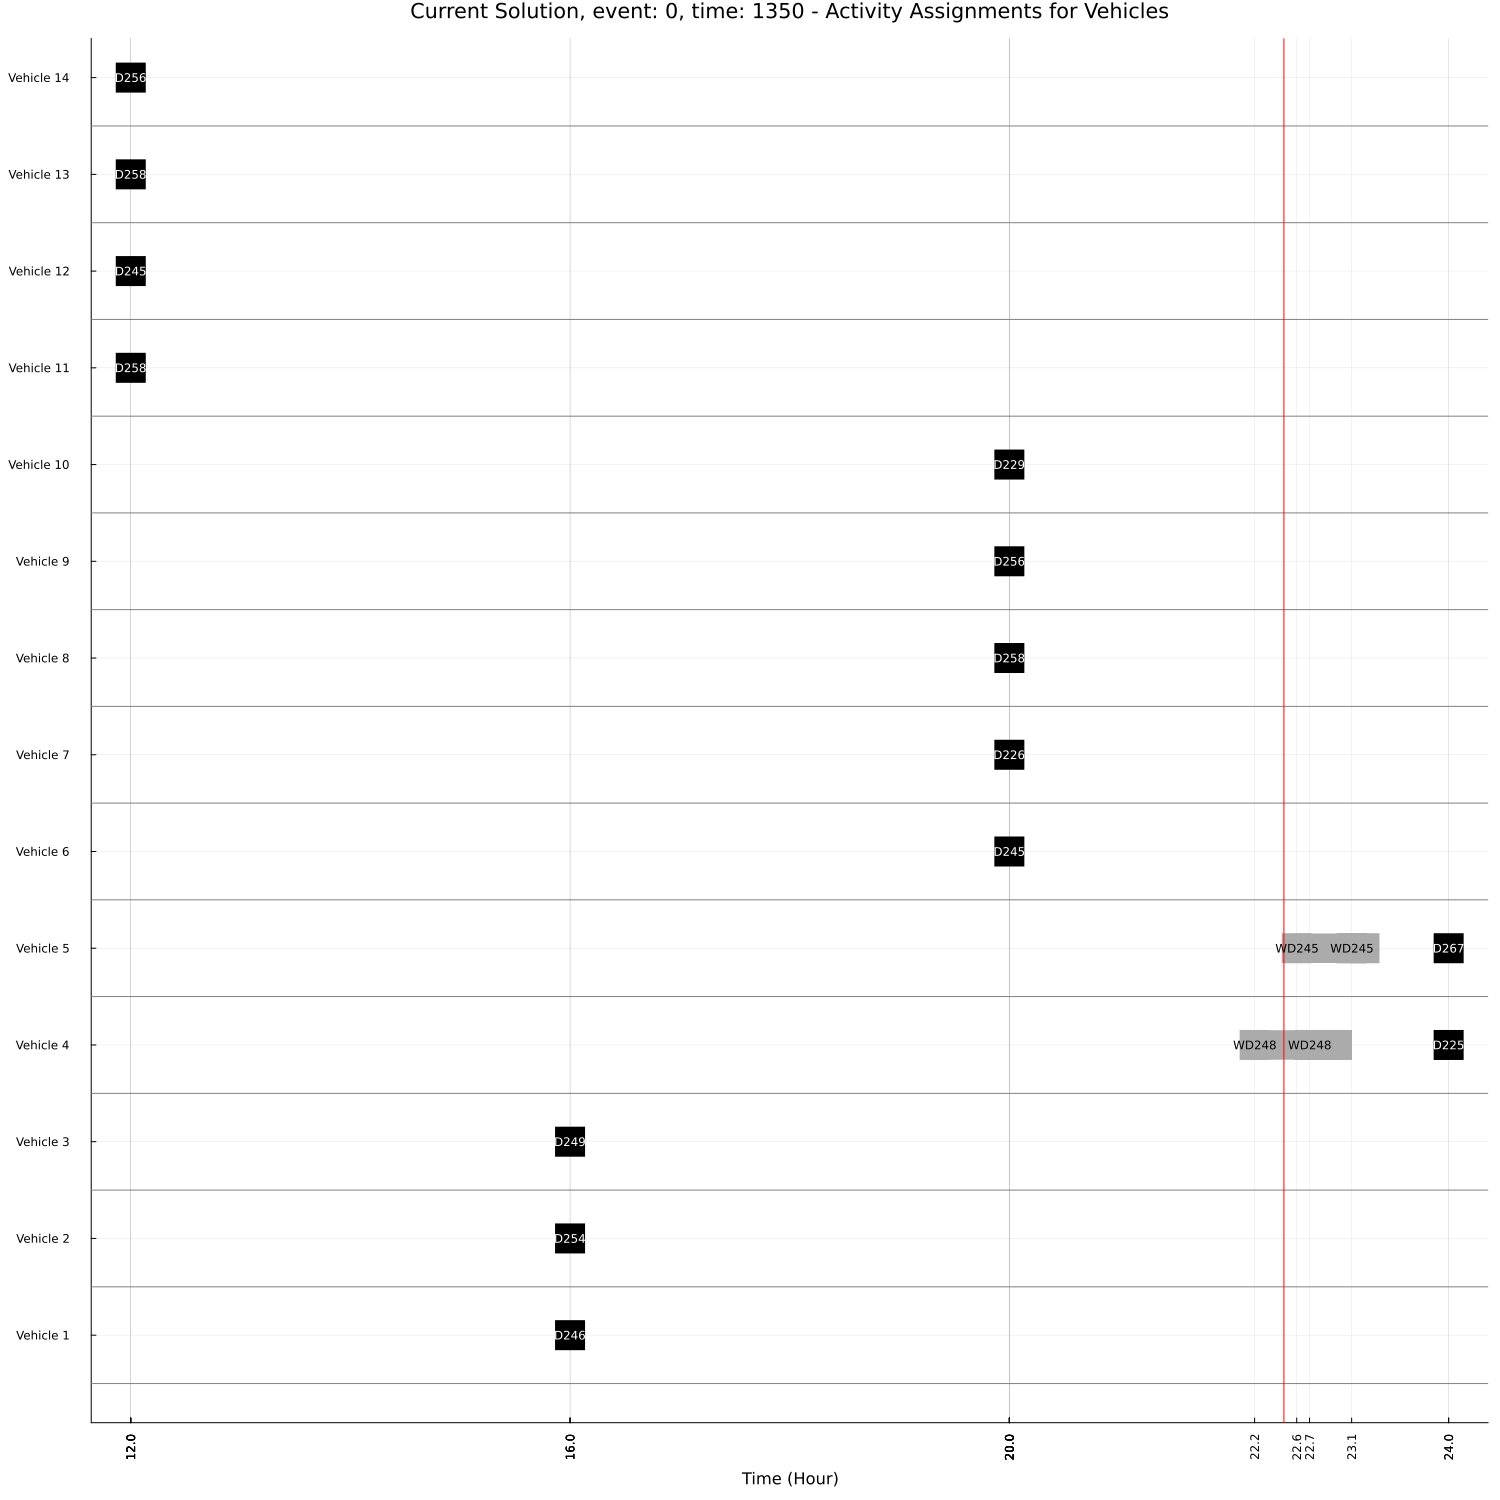 Current Solution, event: 0, time: 1350 - Activity Assignments for Vehicles
Vehicle 14 D256
Vehicle 13 D258
Vehicle 12 D245
Vehicle 11 D258
Vehicle 10 D229
Vehicle 9 D256
Vehicle 8 D258
Vehicle 7 D226
Vehicle 6 D245
Vehicle 5 WD245 WD245 D267
Vehicle 4 WD248 WD248 D225
Vehicle 3 D249
Vehicle 2 D254
Vehicle 1 D246
12.0 16.0 20.0 22.2 22.6 22.7 23.1 24.0
Time (Hour)